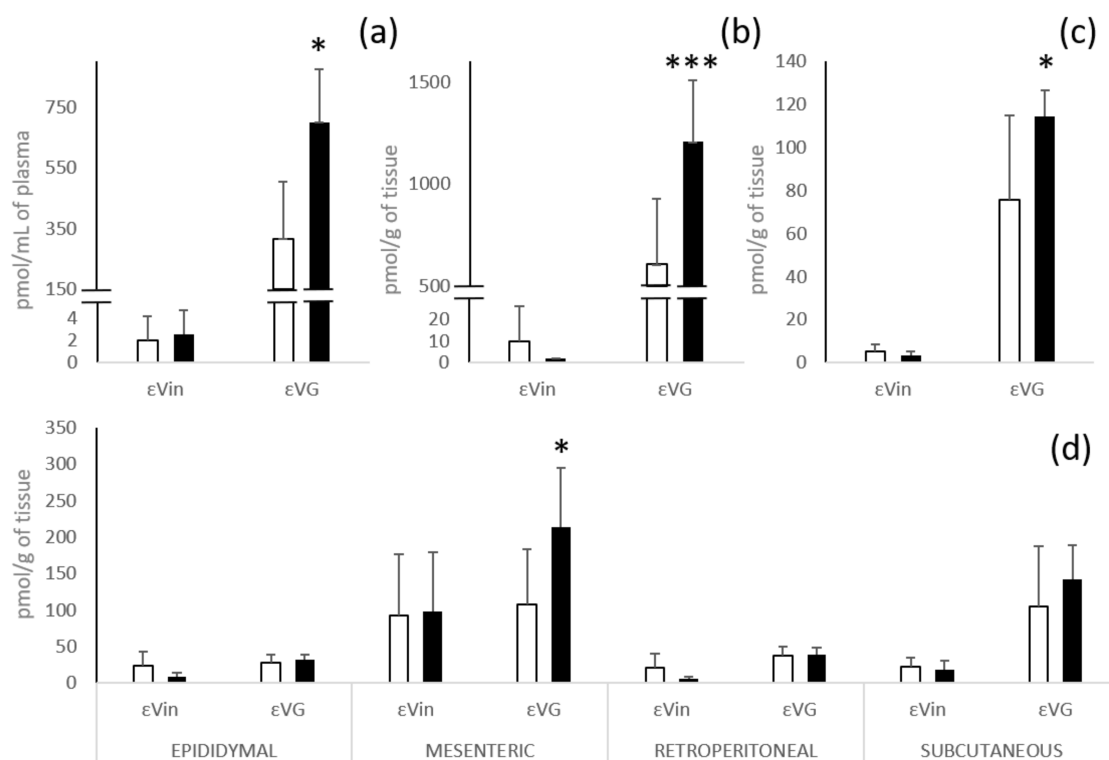 (a)
*
pmol/mL of plasma
750
550
350
150
4
2
0
εVin εVG
(b)
***
pmol/g of tissue
1500
1000
500
20
10
0
εVin εVG
(c)
*
pmol/g of tissue
140
120
100
80
60
40
20
0
εVin εVG
(d)
*
pmol/g of tissue
350
300
250
200
150
100
50
0
εVin εVG εVin εVG εVin εVG εVin εVG
EPIDIDYMAL MESENTERIC RETROPERITONEAL SUBCUTANEOUS